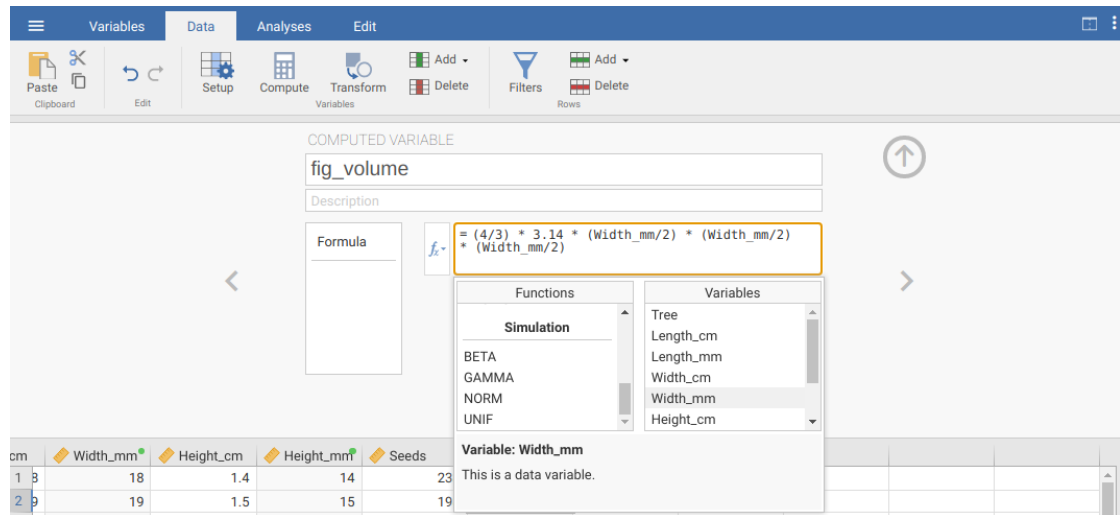 Variables Data Analyses Edit
Paste Setup Compute Transform Add Delete Filters Add Delete
Clipboard Edit Variables Rows
COMPUTED VARIABLE
fig_volume
Description
Formula
fx
= (4/3) * 3.14 * (Width_mm/2) * (Width_mm/2)
* (Width_mm/2)
Functions Variables
Simulation
BETA
GAMMA
NORM
UNIF
Tree
Length_cm
Length_mm
Width_cm
Width_mm
Height_cm
Variable: Width_mm
This is a data variable.
cm Width_mm Height_cm Height_mm Seeds
1 8 18 1.4 14 23
2 9 19 1.5 15 19